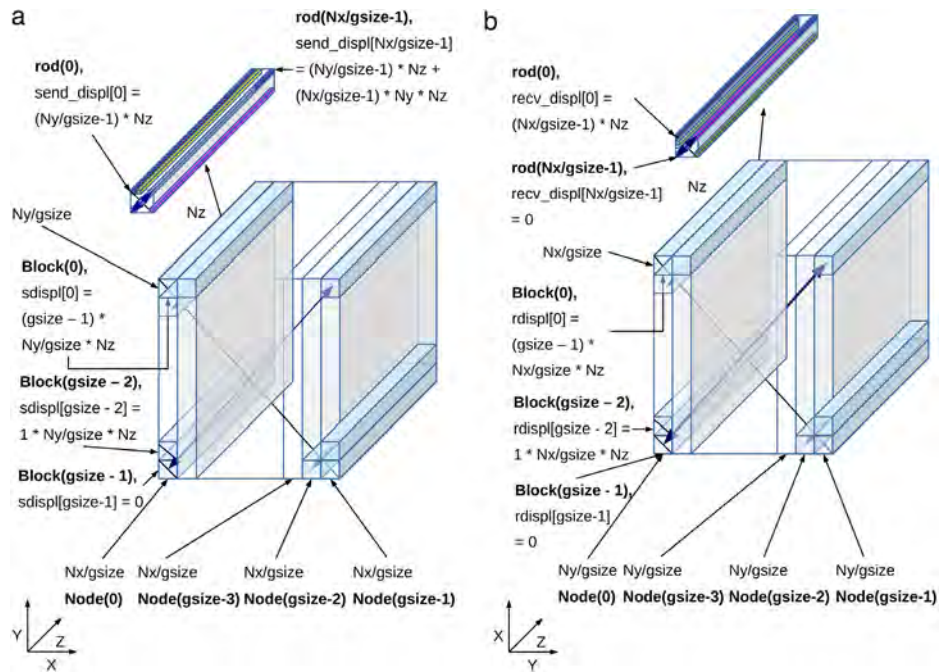 a
rod(0),
send_displ[0] =
(Ny/gsize-1) * Nz
rod(Nx/gsize-1),
send_displ[Nx/gsize-1]
= (Ny/gsize-1) * Nz +
(Nx/gsize-1) * Ny * Nz
Nz
Ny/gsize
Block(0),
sdispl[0] =
(gsize – 1) *
Ny/gsize * Nz
Block(gsize – 2),
sdispl[gsize - 2] =
1 * Ny/gsize * Nz
Block(gsize - 1),
sdispl[gsize-1] = 0
Nx/gsize Nx/gsize Nx/gsize Nx/gsize
Node(0) Node(gsize-3) Node(gsize-2) Node(gsize-1)
Y
Z
X
b
rod(0),
recv_displ[0] =
(Nx/gsize-1) * Nz
rod(Nx/gsize-1),
recv_displ[Nx/gsize-1]
= 0
Nz
Nx/gsize
Block(0),
rdispl[0] =
(gsize – 1) *
Nx/gsize * Nz
Block(gsize – 2),
rdispl[gsize - 2] =
1 * Nx/gsize * Nz
Block(gsize - 1),
rdispl[gsize-1]
= 0
Ny/gsize Ny/gsize Ny/gsize Ny/gsize
Node(0) Node(gsize-3) Node(gsize-2) Node(gsize-1)
X
Z
Y